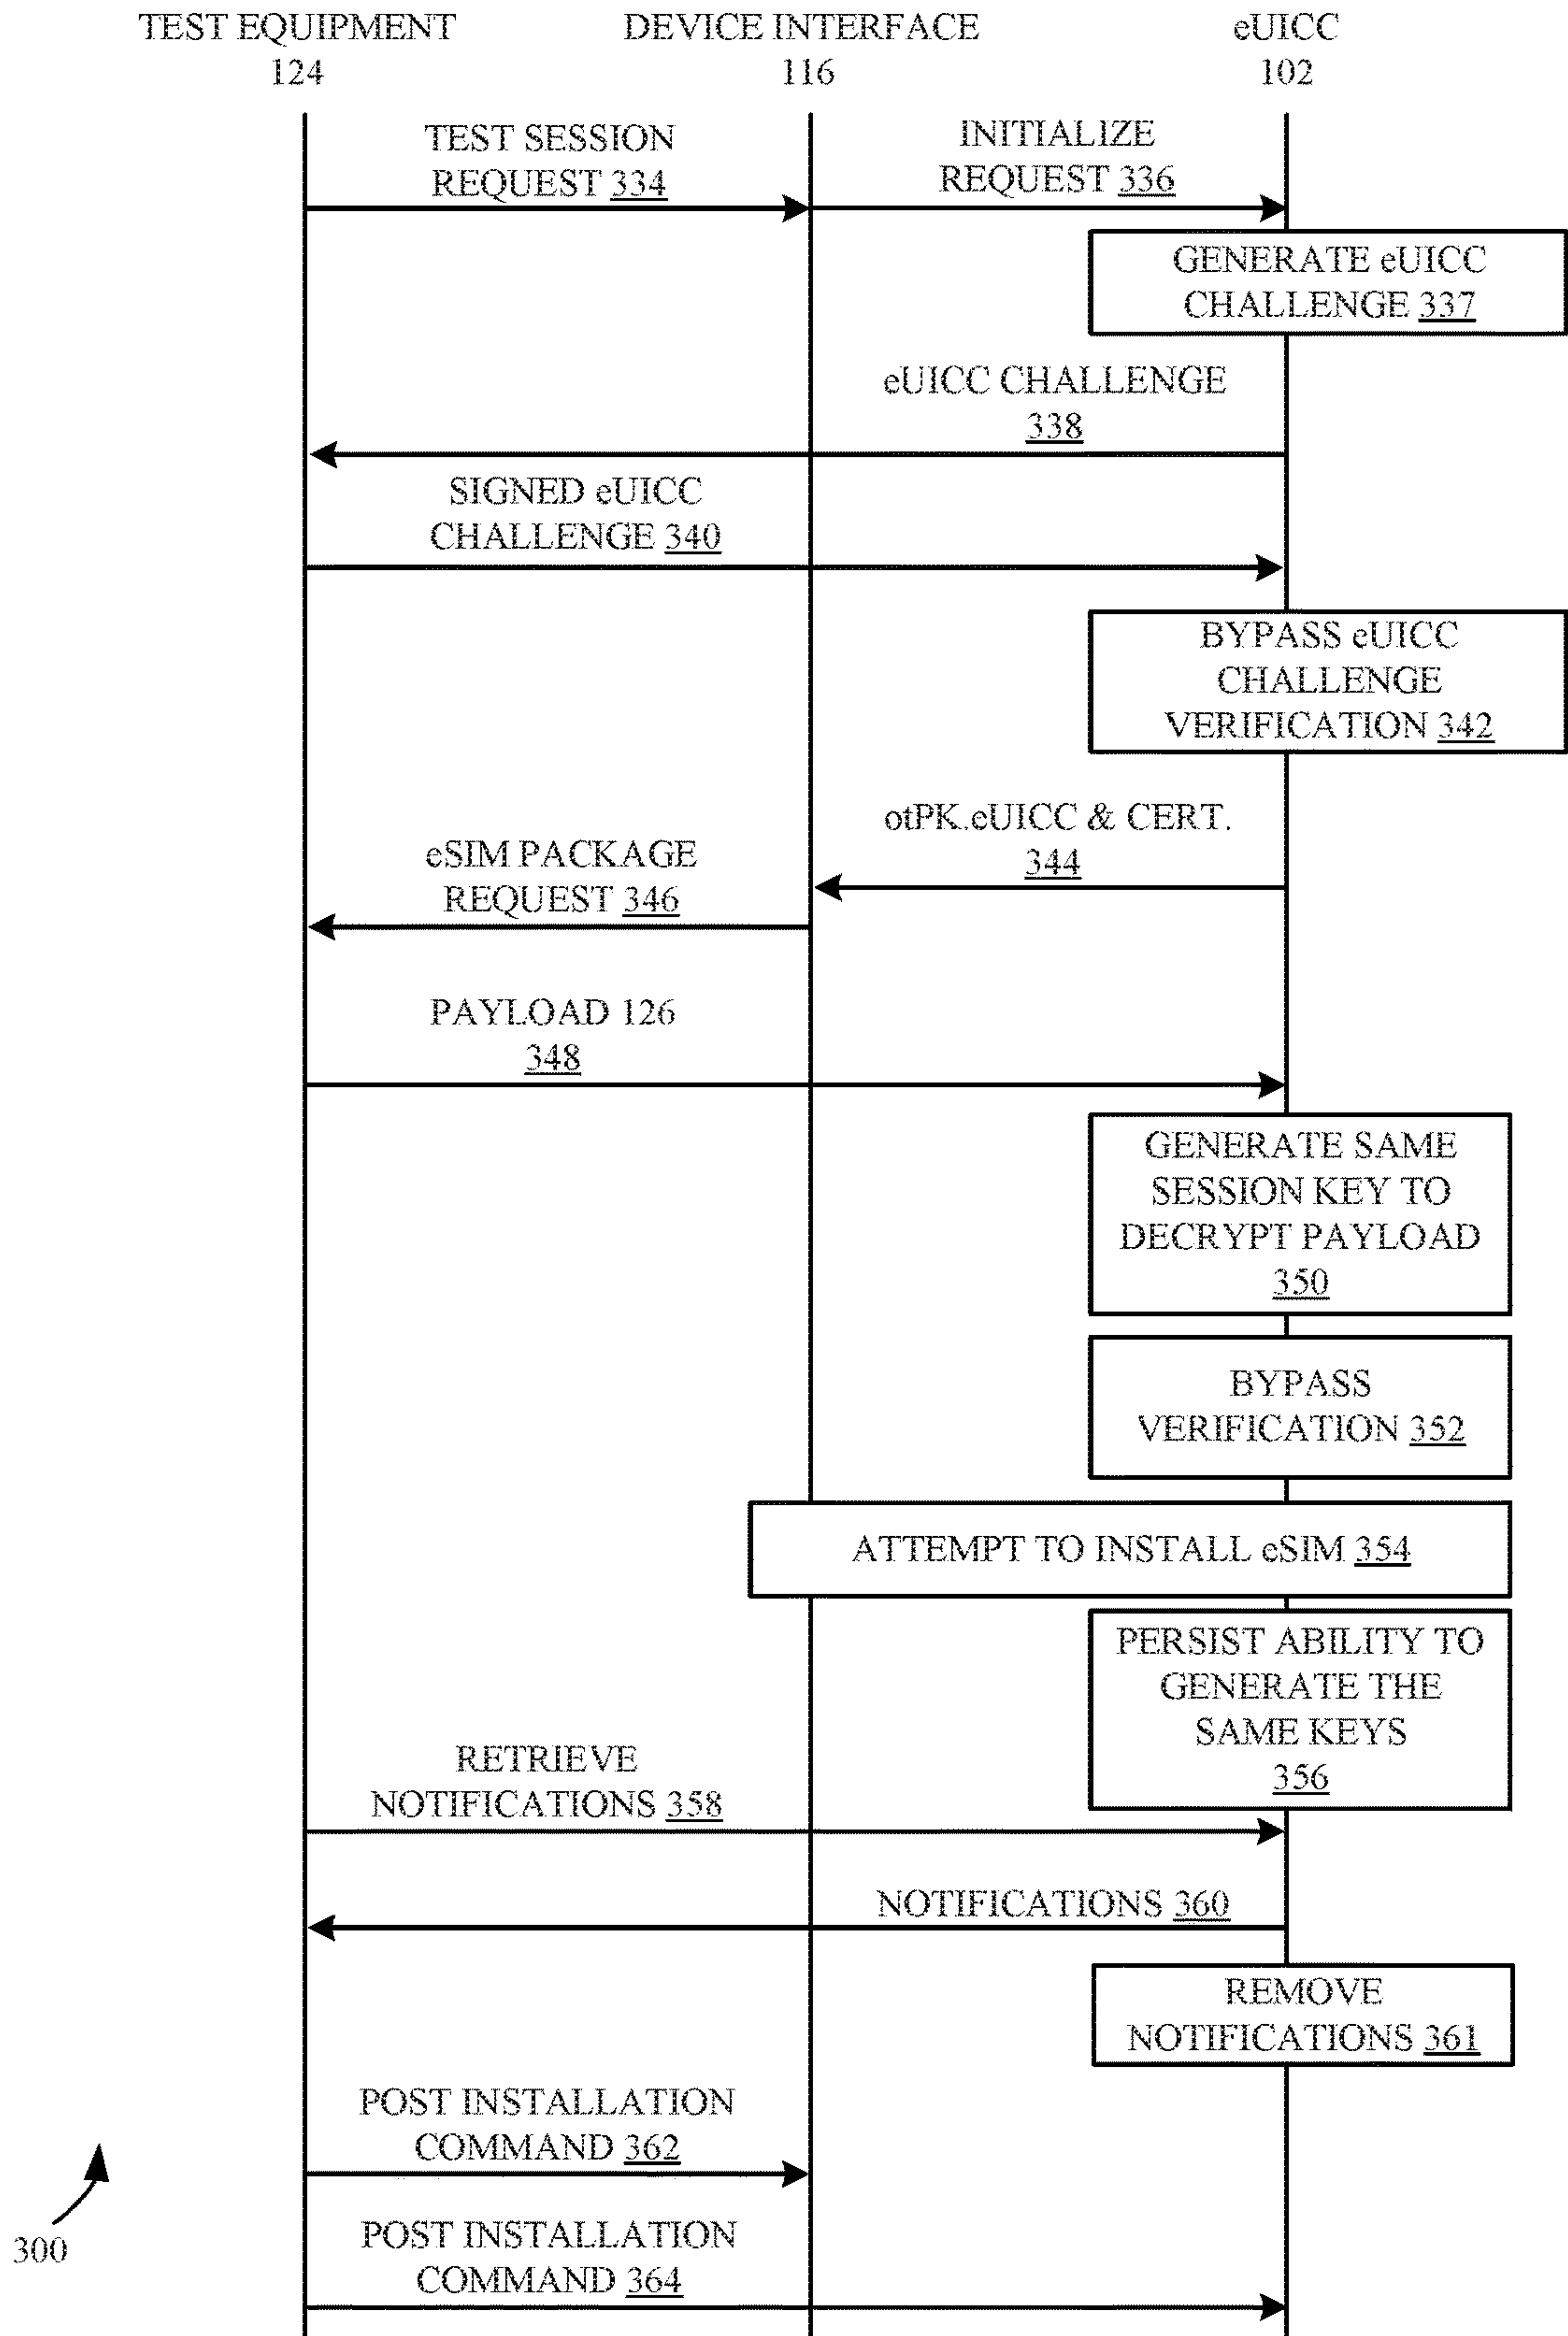 TEST EQUIPMENT
124
DEVICE INTERFACE
116
eUICC
102
TEST SESSION
REQUEST 334
INITIALIZE
REQUEST 336
GENERATE eUICC
CHALLENGE 337
eUICC CHALLENGE
338
SIGNED eUICC
CHALLENGE 340
BYPASS eUICC
CHALLENGE
VERIFICATION 342
otPK.eUICC & CERT.
344
eSIM PACKAGE
REQUEST 346
PAYLOAD 126
348
GENERATE SAME
SESSION KEY TO
DECRYPT PAYLOAD
350
BYPASS
VERIFICATION 352
ATTEMPT TO INSTALL eSIM 354
PERSIST ABILITY TO
GENERATE THE
SAME KEYS
356
RETRIEVE
NOTIFICATIONS 358
NOTIFICATIONS 360
REMOVE
NOTIFICATIONS 361
POST INSTALLATION
COMMAND 362
300
POST INSTALLATION
COMMAND 364